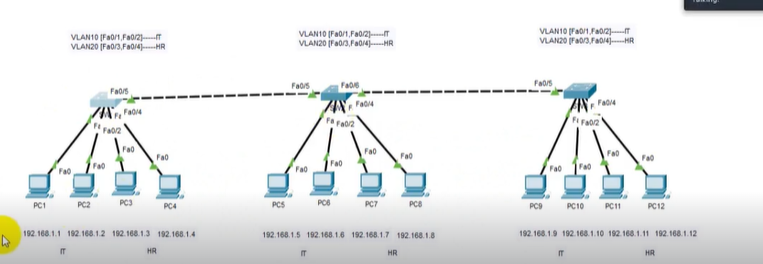 VLAN10 [Fa0/1,Fa0/2]-----IT
VLAN20 [Fa0/3,Fa0/4]-----HR
VLAN10 [Fa0/1,Fa0/2]-----IT
VLAN20 [Fa0/3,Fa0/4]-----HR
VLAN10 [Fa0/1,Fa0/2]-----IT
VLAN20 [Fa0/3,Fa0/4]-----HR
Fa0/5
Fa0/4
Fa0/2
Fa0
Fa0
Fa0
Fa0
PC1
PC2
PC3
PC4
192.168.1.1 192.168.1.2 192.168.1.3 192.168.1.4
IT
HR
Fa0/5
Fa0/6
Fa0/4
Fa0/2
Fa0
Fa0
Fa0
Fa0
PC5
PC6
PC7
PC8
192.168.1.5 192.168.1.6 192.168.1.7 192.168.1.8
IT
HR
Fa0/5
Fa0/4
Fa0/2
Fa0
Fa0
Fa0
Fa0
PC9
PC10
PC11
PC12
192.168.1.9 192.168.1.10 192.168.1.11 192.168.1.12
IT
HR